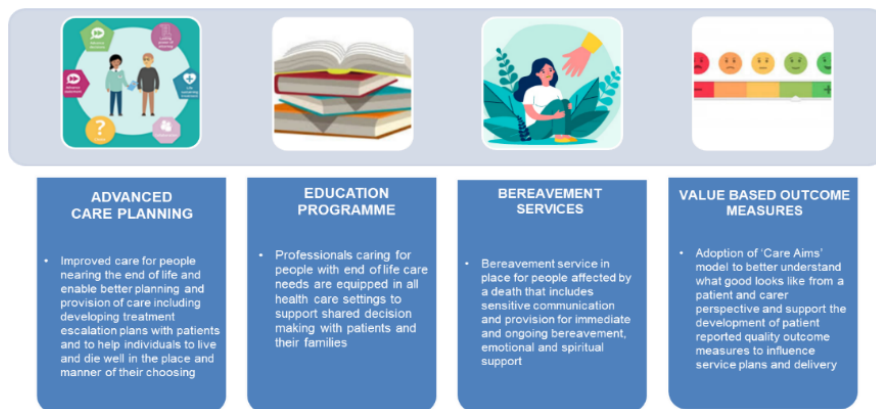 ADVANCED
CARE PLANNING
• Improved care for people
nearing the end of life and
enable better planning and
provision of care including
developing treatment
escalation plans with patients
and to help individuals to live
and die well in the place and
manner of their choosing
EDUCATION
PROGRAMME
• Professionals caring for
people with end of life care
needs are equipped in all
health care settings to
support shared decision
making with patients and
their families
BEREAVEMENT
SERVICES
• Bereavement service in
place for people affected by
a death that includes
sensitive communication
and provision for immediate
and ongoing bereavement,
emotional and spiritual
support
VALUE BASED OUTCOME
MEASURES
• Adoption of ‘Care Aims’
model to better understand
what good looks like from a
patient and carer
perspective and support the
development of patient
reported quality outcome
measures to influence
service plans and delivery